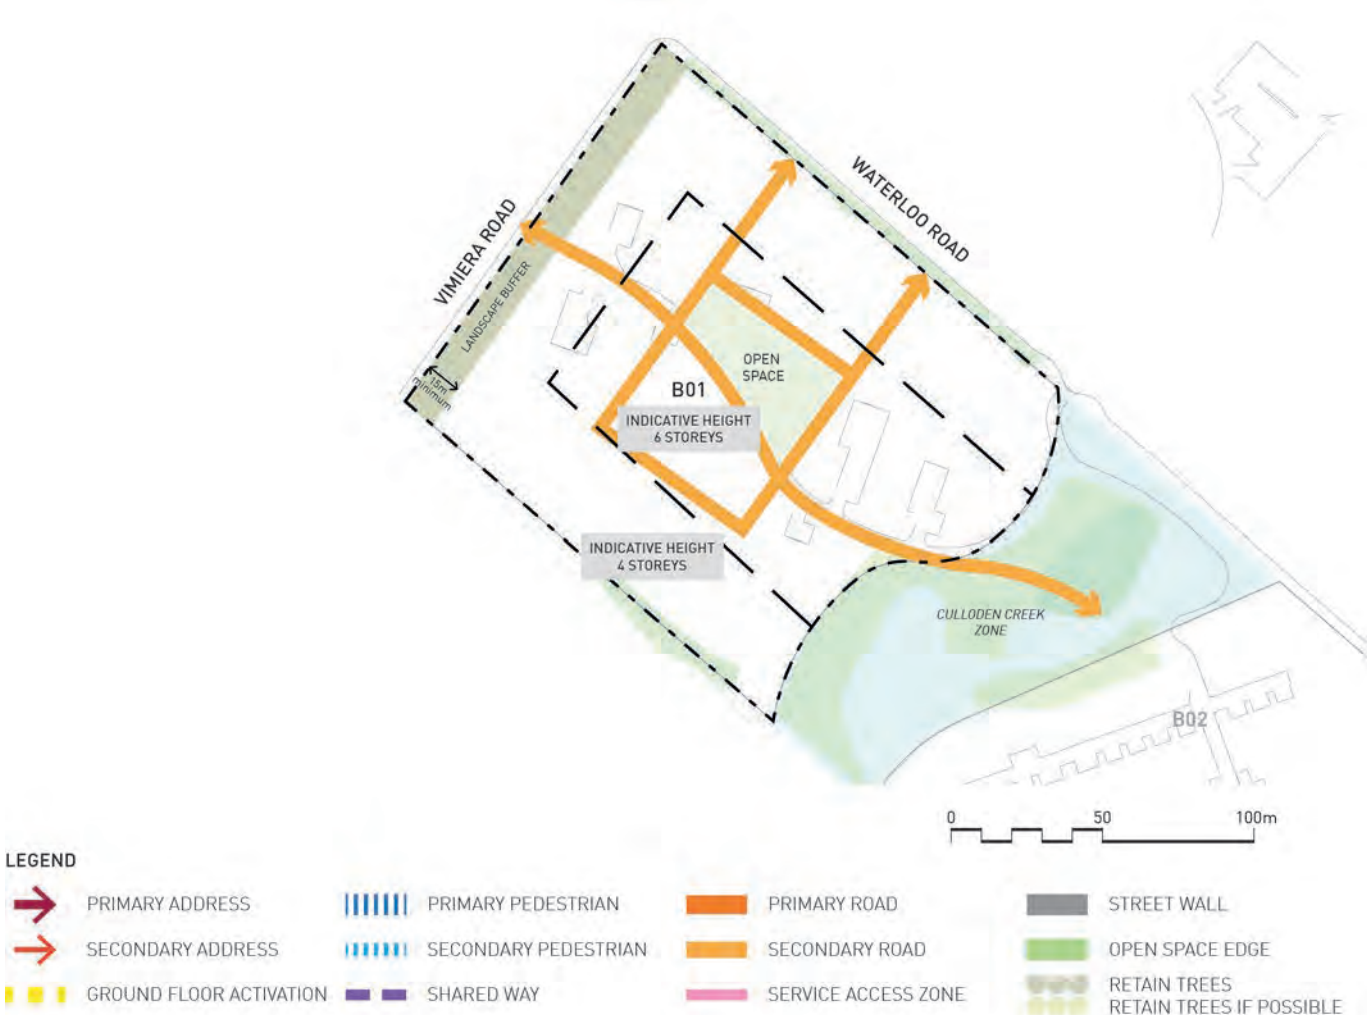 WATERLOO ROAD
VIMIERA ROAD
LANDSCAPE BUFFER
15m
minimum
OPEN
SPACE
B01
INDICATIVE HEIGHT
6 STOREYS
INDICATIVE HEIGHT
4 STOREYS
CULLODEN CREEK
ZONE
B02
0 50 100m
LEGEND
PRIMARY ADDRESS
SECONDARY ADDRESS
GROUND FLOOR ACTIVATION
PRIMARY PEDESTRIAN
SECONDARY PEDESTRIAN
SHARED WAY
PRIMARY ROAD
SECONDARY ROAD
SERVICE ACCESS ZONE
STREET WALL
OPEN SPACE EDGE
RETAIN TREES
RETAIN TREES IF POSSIBLE